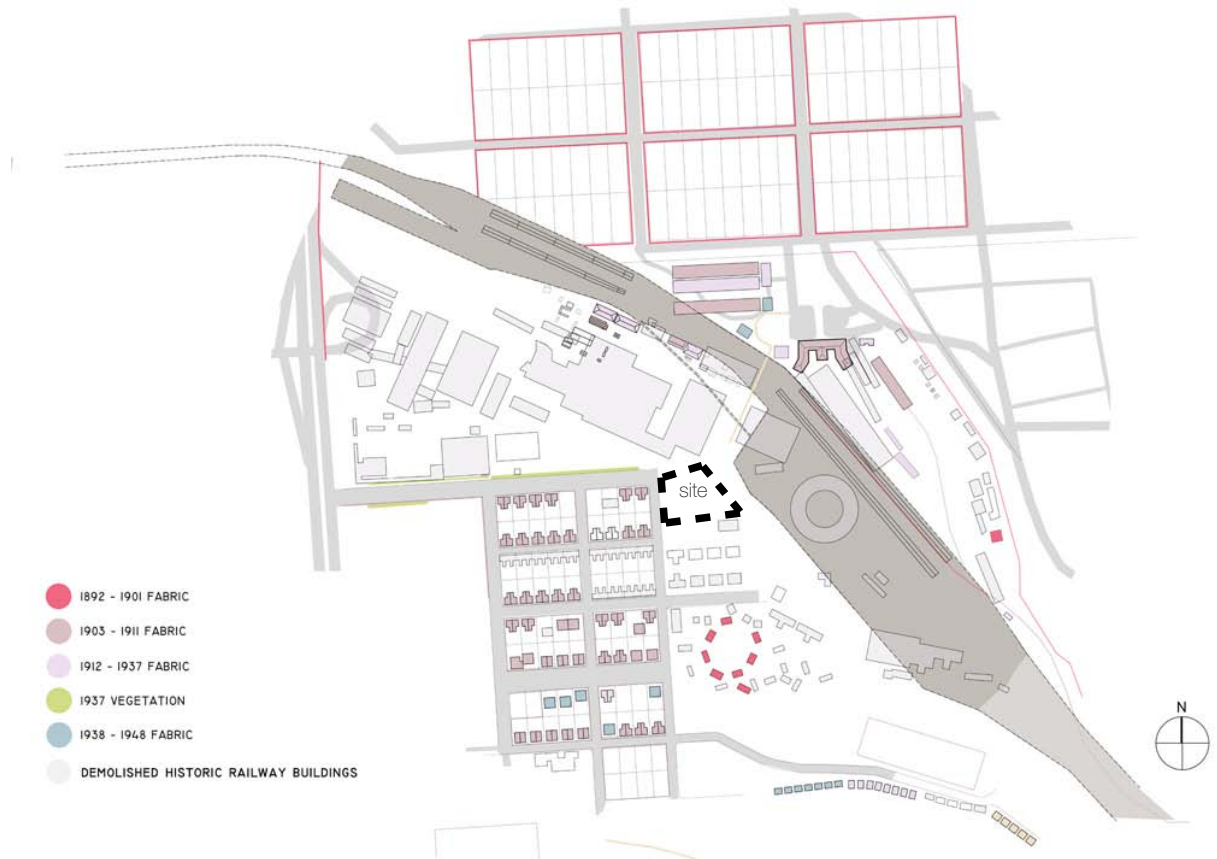 site
1892 - 1901 FABRIC
1903 - 1911 FABRIC
1912 - 1937 FABRIC
1937 VEGETATION
1938 - 1948 FABRIC
DEMOLISHED HISTORIC RAILWAY BUILDINGS
N